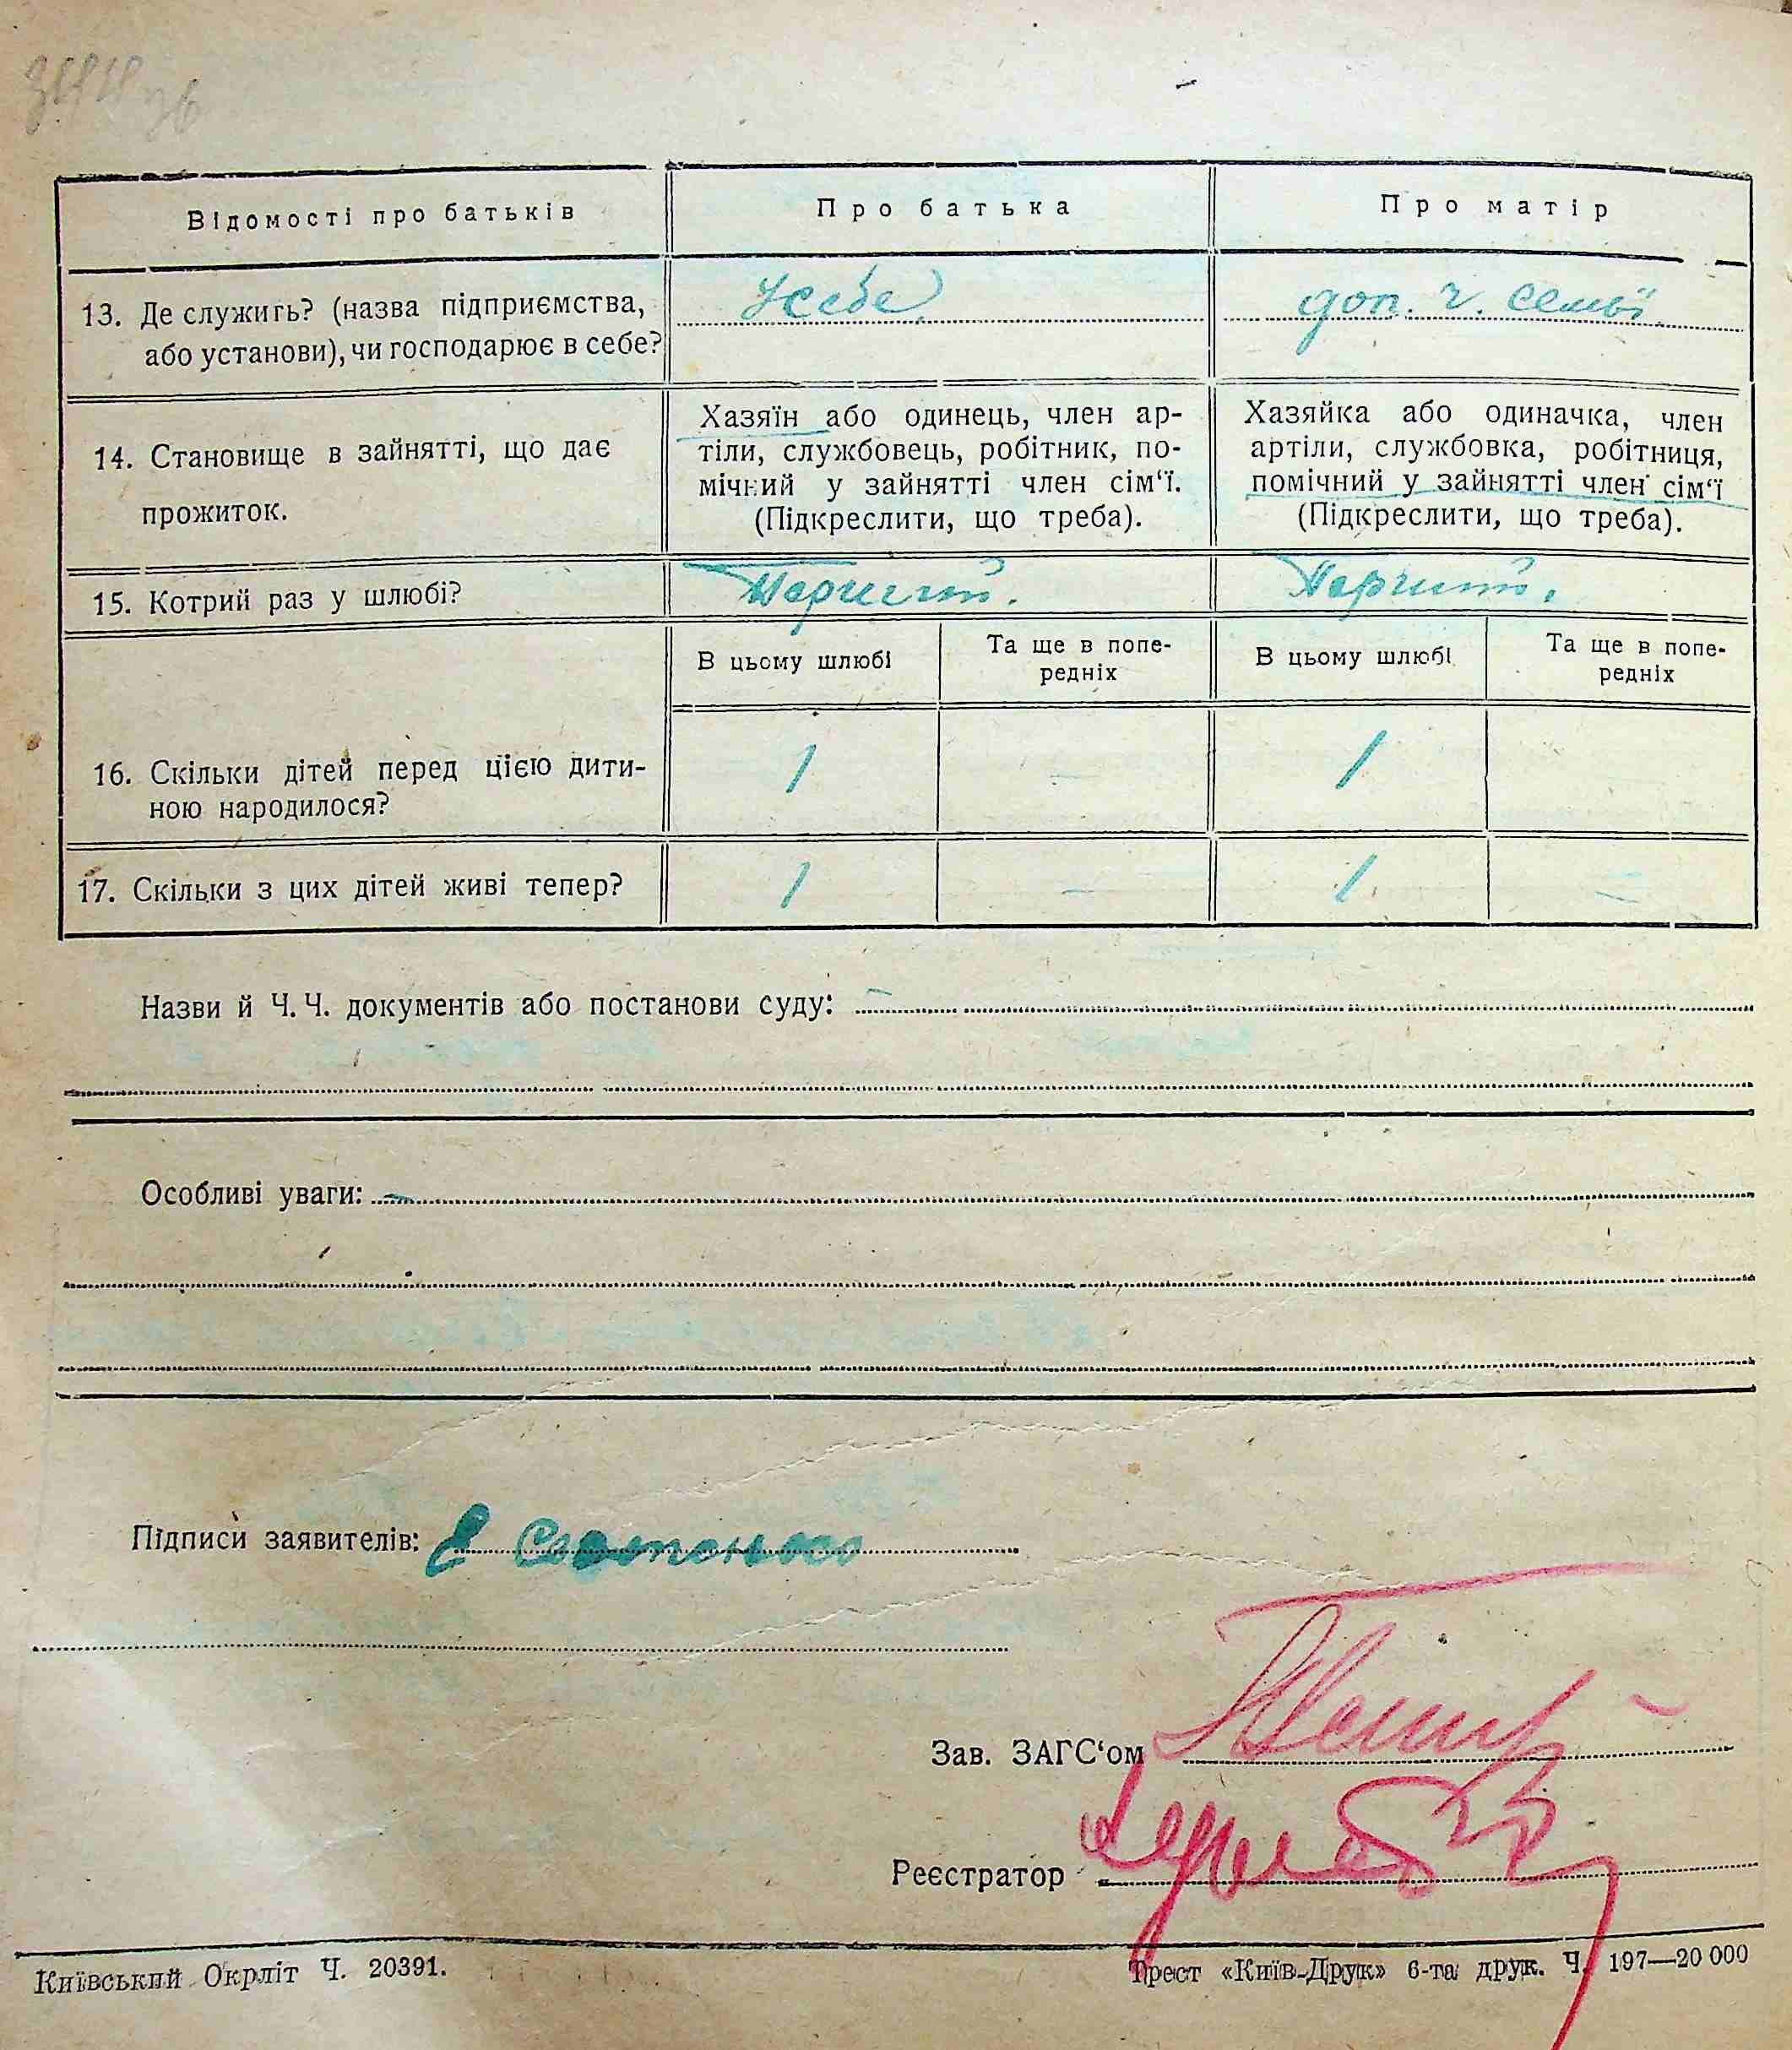 Відомості про батьків
Про батька
Про матір
13. Де служить? (назва підприємства,
або установи), чи господарює в себе?
У себе
доп. ч. семьї
14. Становище в зайнятті, що дає
прожиток.
Хазяїн або одинець, член ар-
тіли, службовець, робітник, по-
мічний у зайнятті член сім‘ї.
(Підкреслити, що треба).
Хазяйка або одиначка, член
артіли, службовка, робітниця,
помічний у зайнятті член сім‘ї
(Підкреслити, що треба).
15. Котрий раз у шлюбі?
В цьому шлюбі
Та ще в попе-
редніх
В цьому шлюбі
Та ще в попе-
редніх
16. Скільки дітей перед цією дити-
ною народилося?
1
-
1
17. Скільки з цих дітей живі тепер?
1
-
1
-
Назви й Ч. Ч. документів або постанови суду: -
Особливі уваги: -
Підписи заявителів:
Зав. ЗАГС‘ом
Реєстратор
Київський Окрліт Ч. 20391.
Трест «Київ-Друк» 6-та друк. Ч. 197—20 000